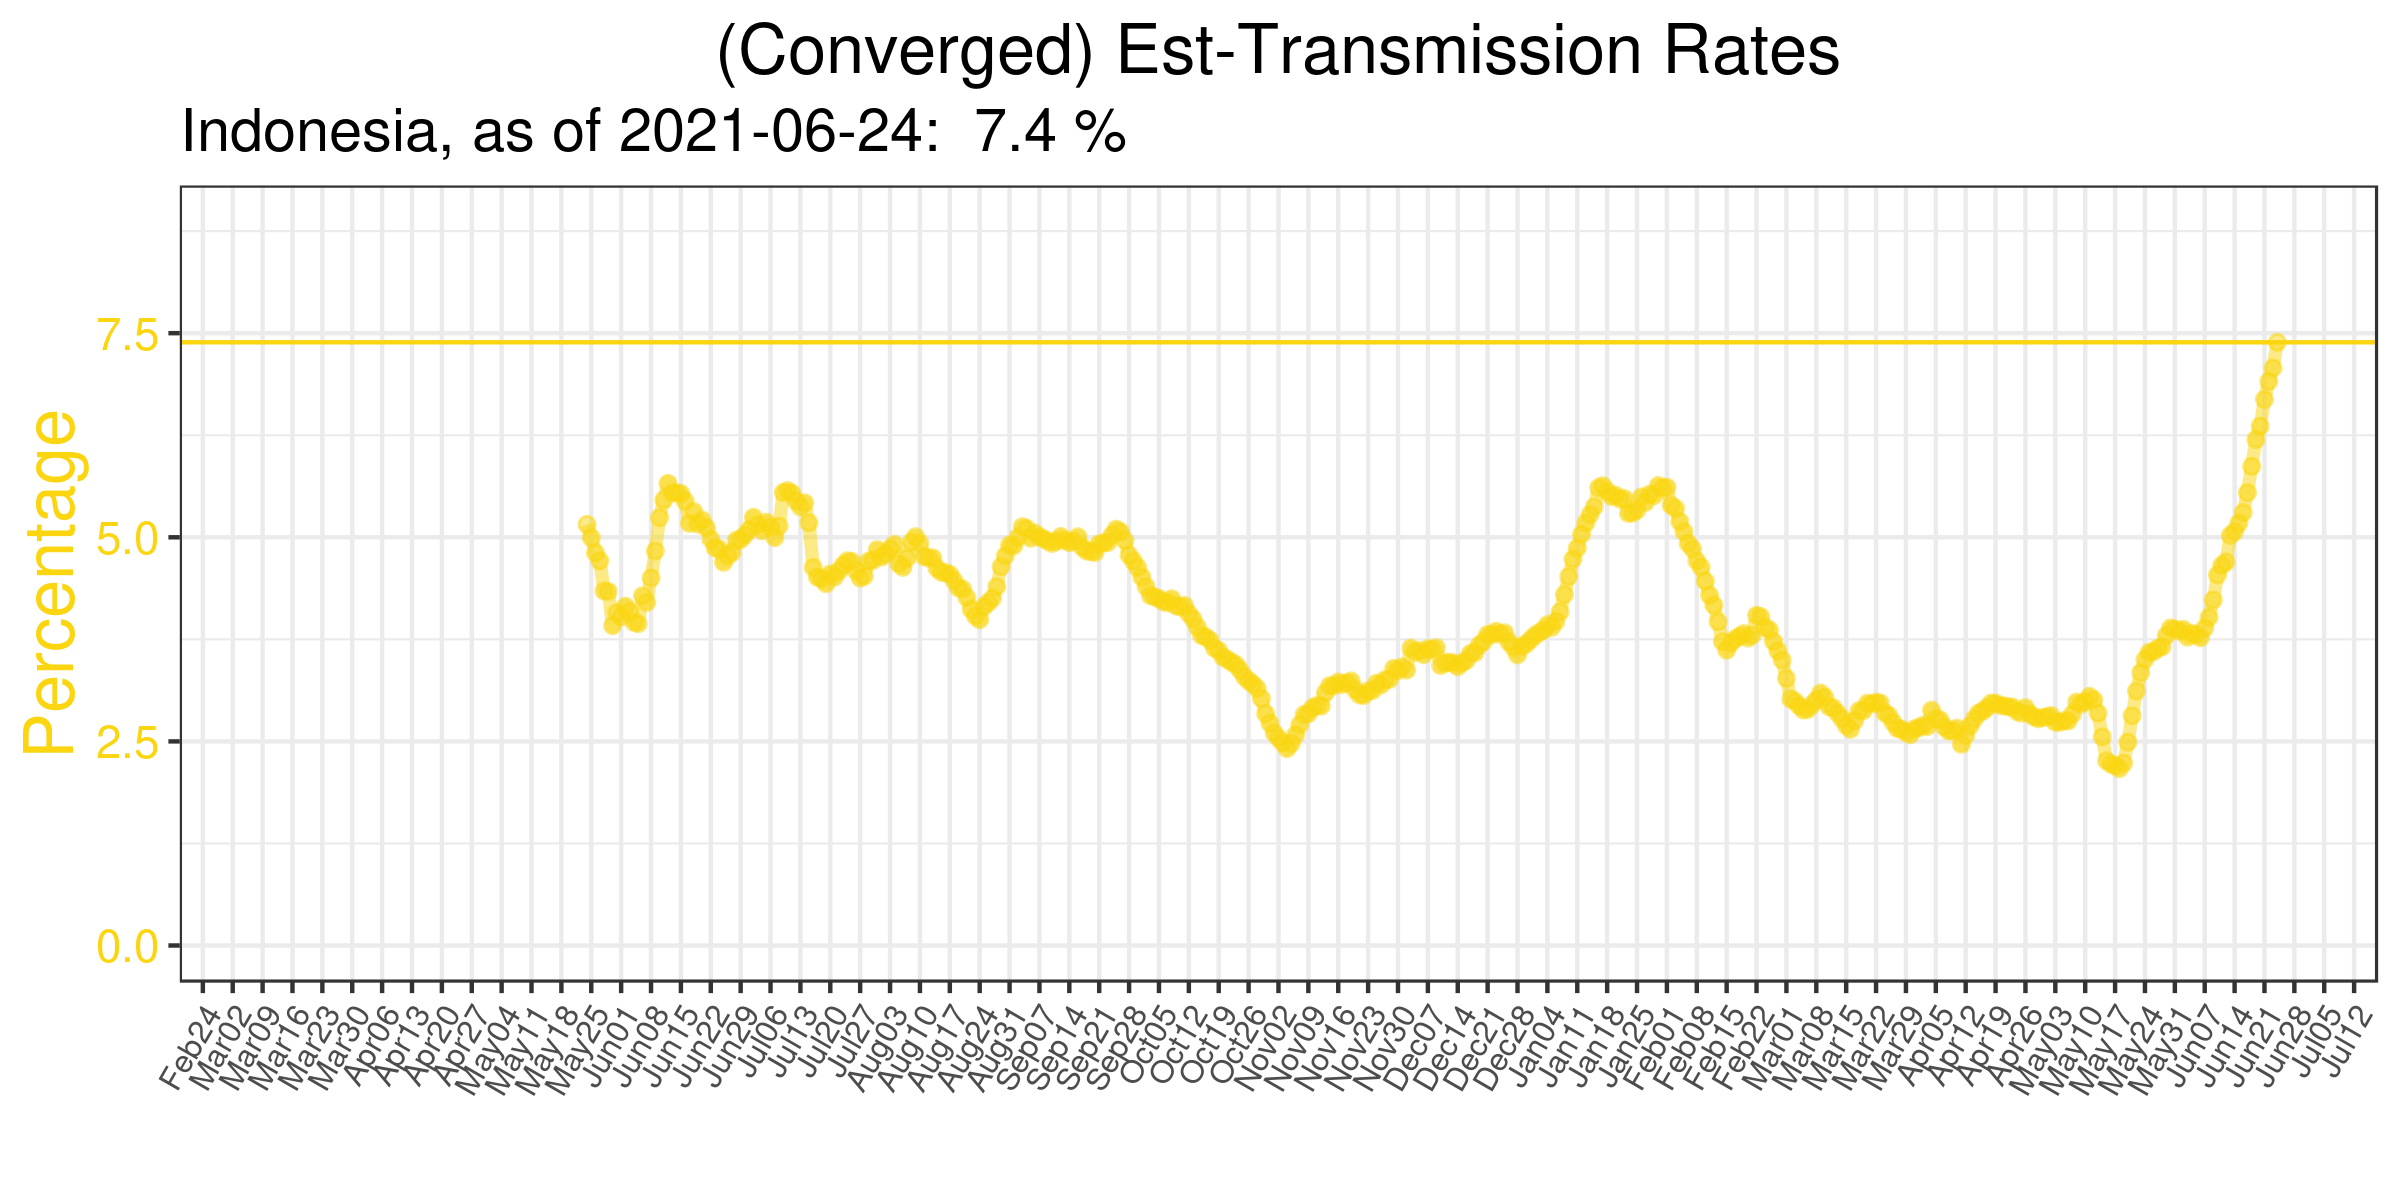 (Converged) Est-Transmission Rates
Indonesia, as of 2021-06-24:  7.4 %
Percentage
7.5
5.0
2.5
0.0
Feb24
Mar02
Mar09
Mar16
Mar23
Mar30
Apr06
Apr13
Apr20
Apr27
May04
May11
May18
May25
Jun01
Jun08
Jun15
Jun22
Jun29
Jul06
Jul13
Jul20
Jul27
Aug03
Aug10
Aug17
Aug24
Aug31
Sep07
Sep14
Sep21
Sep28
Oct05
Oct12
Oct19
Oct26
Nov02
Nov09
Nov16
Nov23
Nov30
Dec07
Dec14
Dec21
Dec28
Jan04
Jan11
Jan18
Jan25
Feb01
Feb08
Feb15
Feb22
Mar01
Mar08
Mar15
Mar22
Mar29
Apr05
Apr12
Apr19
Apr26
May03
May10
May17
May24
May31
Jun07
Jun14
Jun21
Jun28
Jul05
Jul12